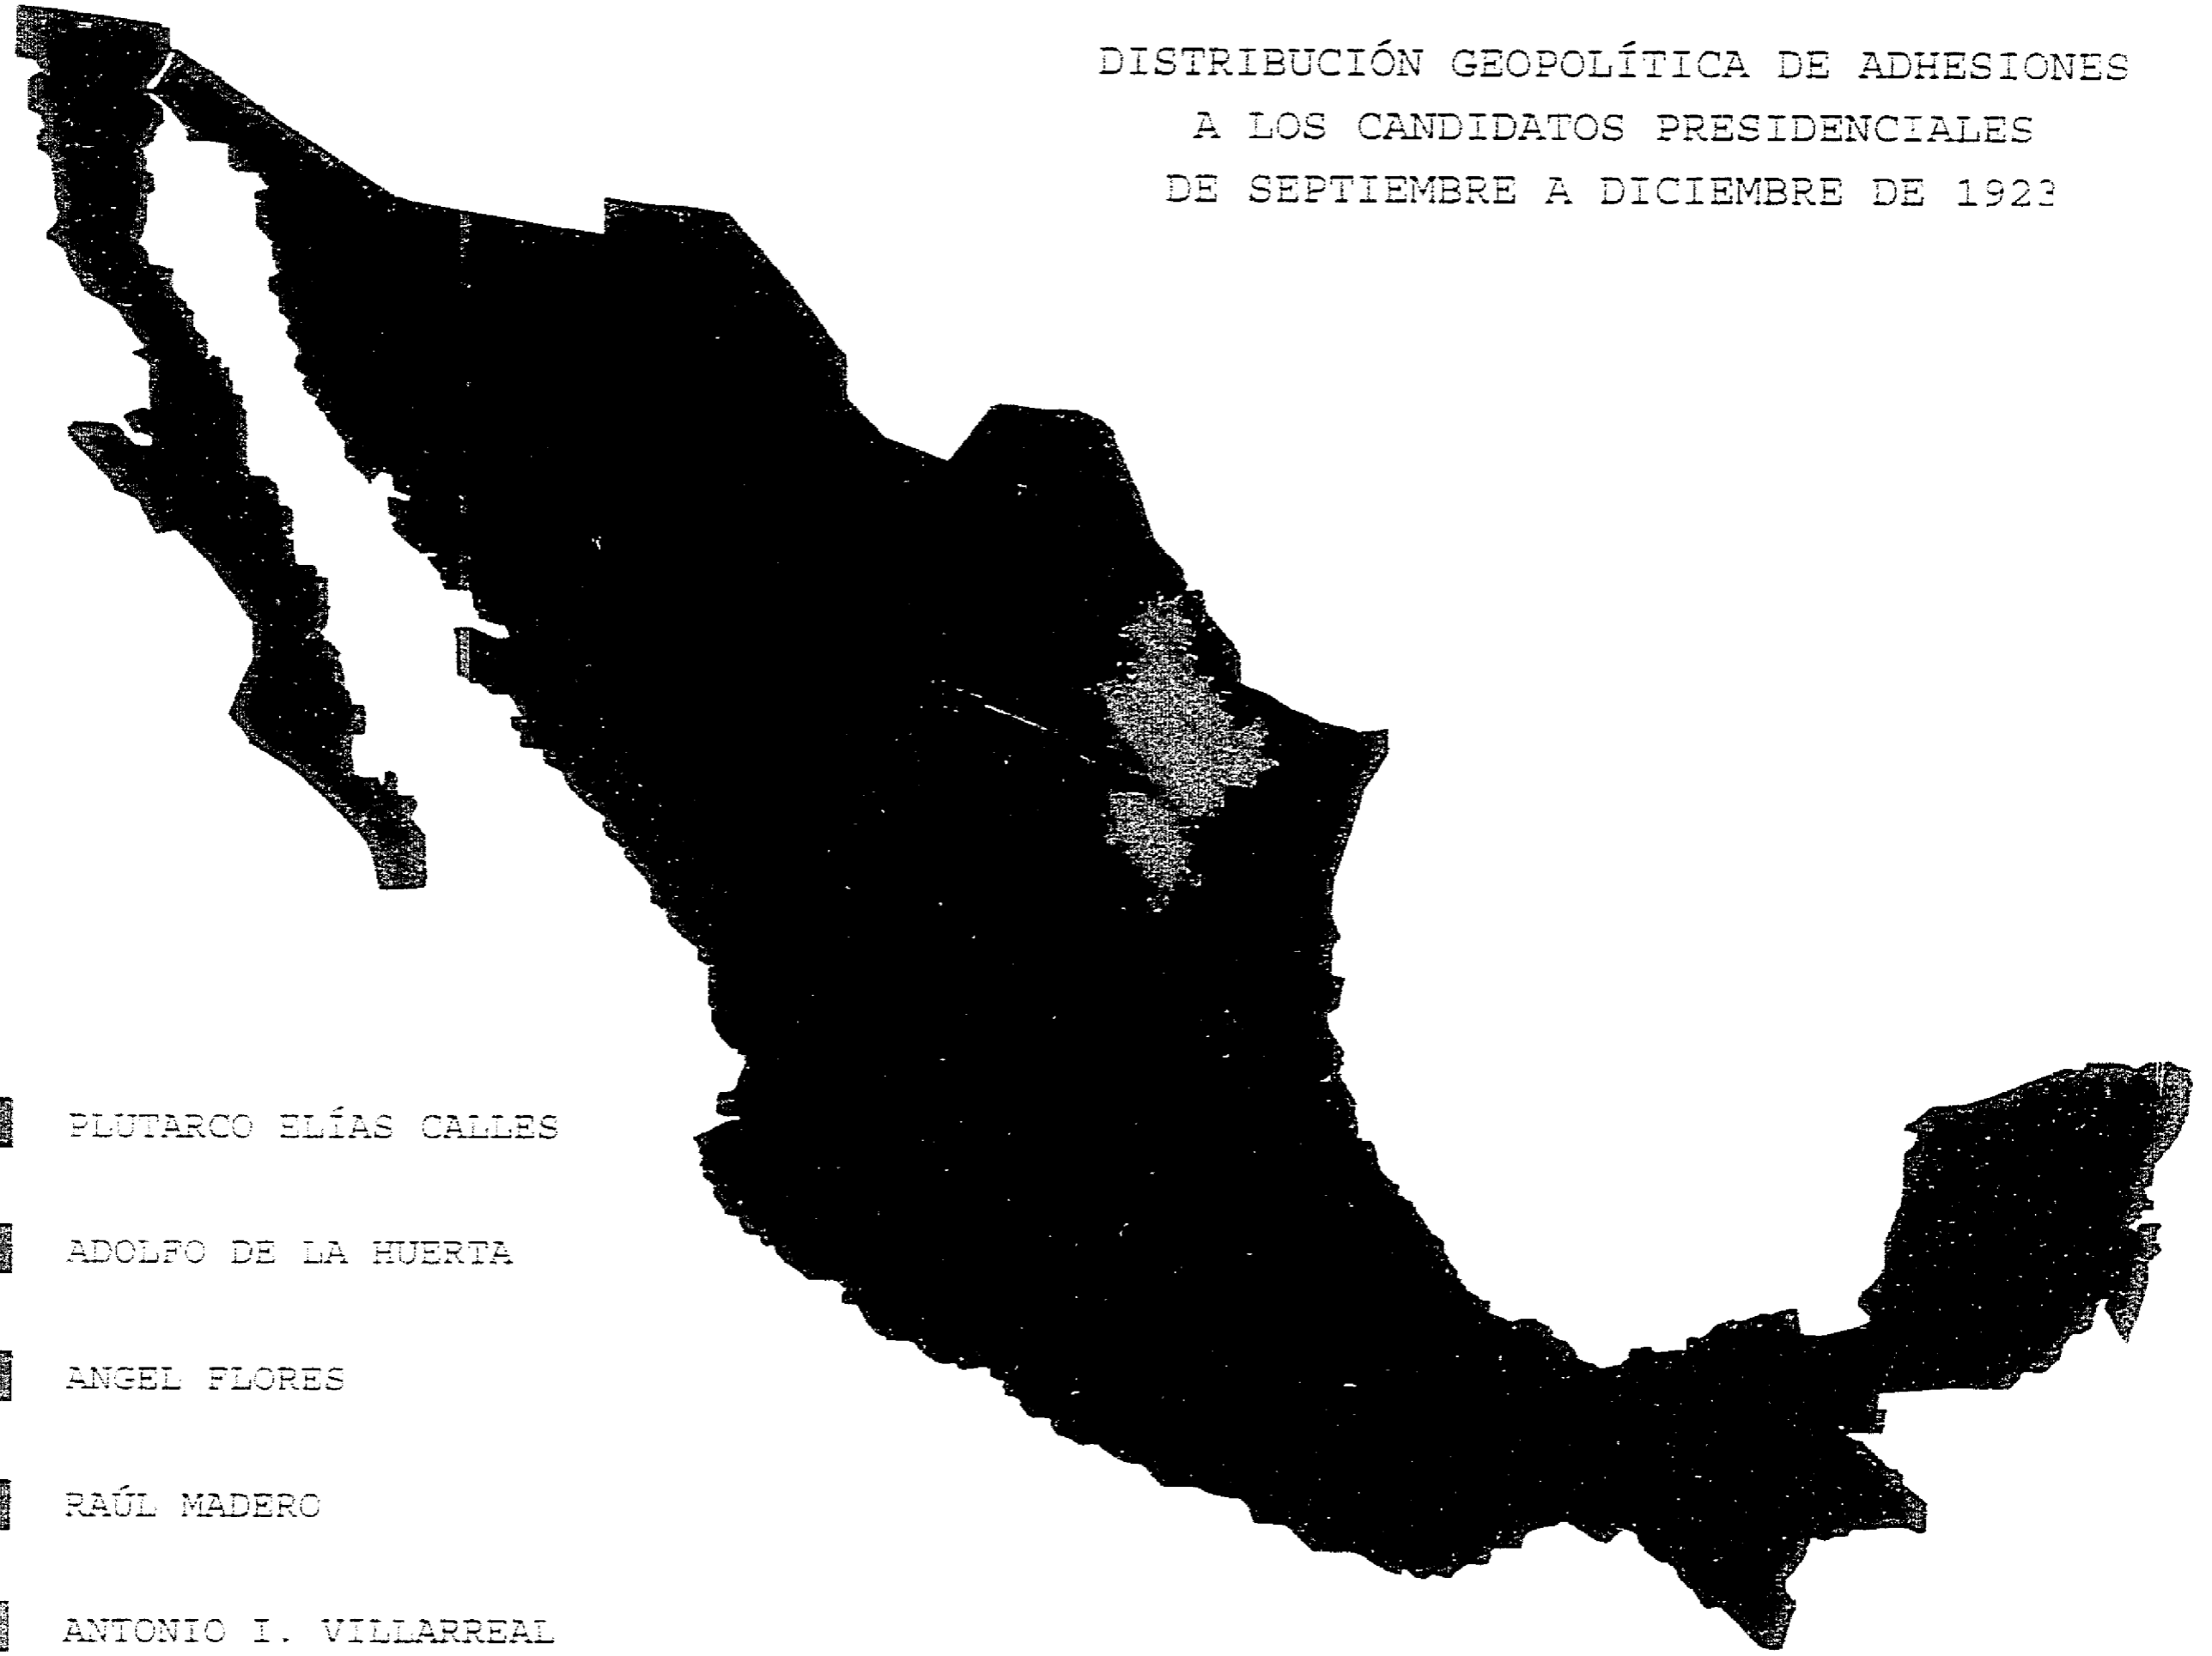 DISTRIBUCIÓN GEOPOLÍTICA DE ADHESIONES
A LOS CANDIDATOS PRESIDENCIALES
DE SEPTIEMBRE A DICIEMBRE DE 1923
PLUTARCO ELÍAS CALLES
ADOLFO DE LA HUERTA
ANGEL FLORES
RAÚL MADERO
ANTONIO I. VILLARREAL